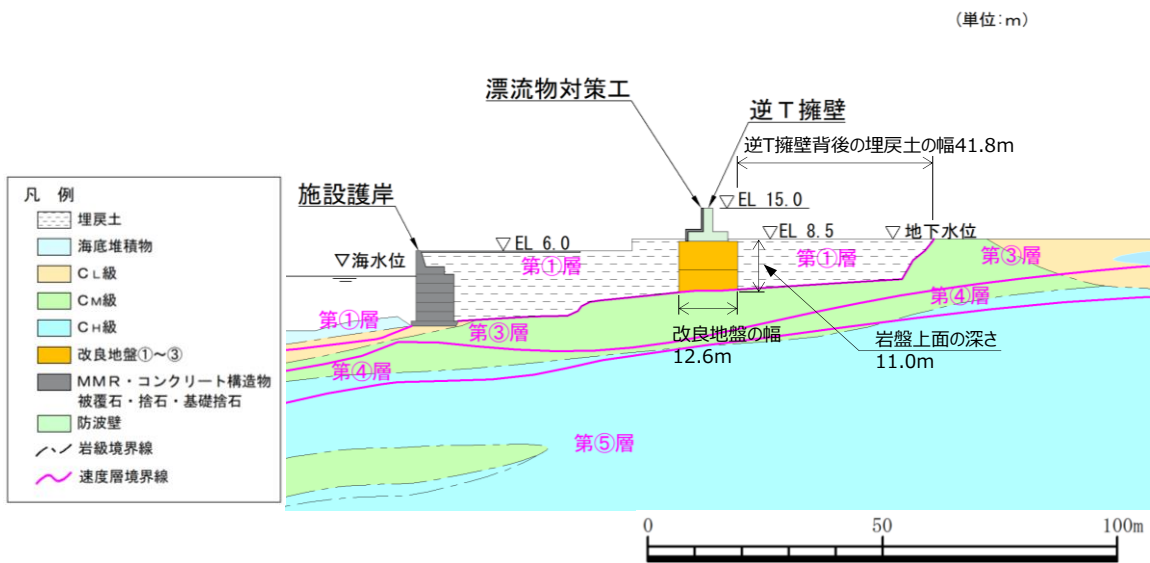 (単位:m)
漂流物対策工
逆T擁壁
逆T擁壁背後の埋戻土の幅41.8m
施設護岸
▽EL 15.0
▽EL 6.0
▽EL 8.5
▽地下水位
▽海水位
第①層
第①層
第③層
第①層
第③層
第④層
第④層
改良地盤の幅
12.6m
岩盤上面の深さ
11.0m
第⑤層
凡 例
埋戻土
海底堆積物
CL級
CM級
CH級
改良地盤①～③
MMR・コンクリート構造物
被覆石・捨石・基礎捨石
防波壁
岩級境界線
速度層境界線
0 50 100m